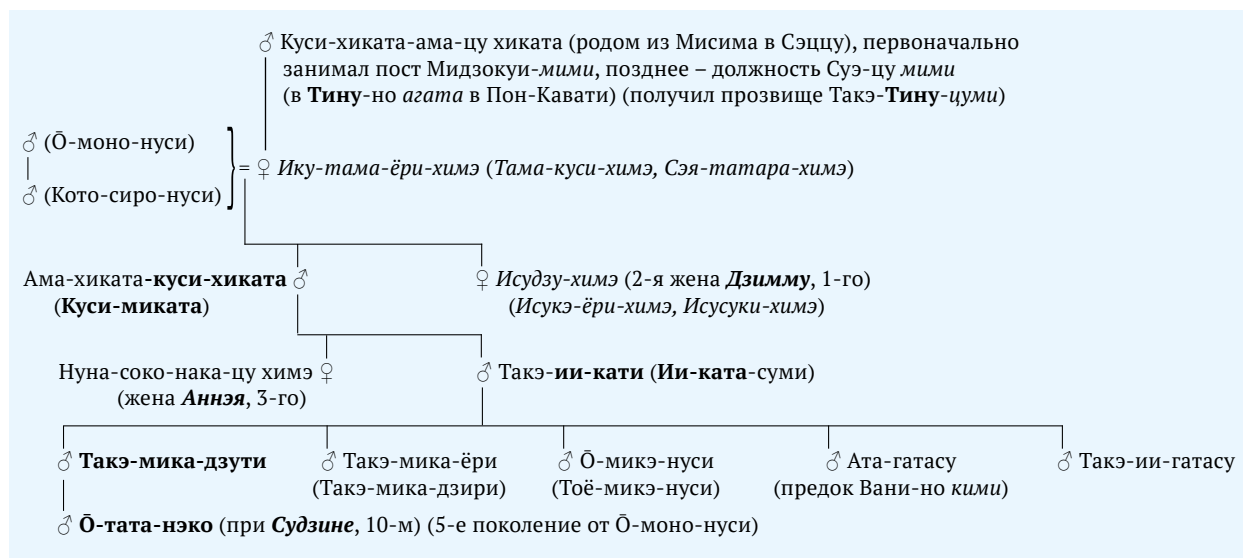 ♂ Куси-хиката-ама-цу хиката (родом из Мисима в Сэццу), первоначально
занимал пост Мидзокуи-мими, позднее – должность Суэ-цу мими
(в Тину-но агата в Пон-Кавати) (получил прозвище Такэ-Тину-цуми)
♂ (Ō-моно-нуси)
= ♀ Ику-тама-ёри-химэ (Тама-куси-химэ, Сэя-татара-химэ)
♂ (Кото-сиро-нуси)
Ама-хиката-куси-хиката ♂
(Куси-миката)
♀ Исудзу-химэ (2-я жена Дзимму, 1-го)
(Исукэ-ёри-химэ, Исусуки-химэ)
Нуна-соко-нака-цу химэ ♀
(жена Аннэя, 3-го)
♂ Такэ-ии-кати (Ии-ката-суми)
♂ Такэ-мика-дзути
♂ Такэ-мика-ёри
(Такэ-мика-дзири)
♂ Ō-микэ-нуси
(Тоё-микэ-нуси)
♂ Ата-гатасу
(предок Вани-но кими)
♂ Такэ-ии-гатасу
♂ Ō-тата-нэко (при Судзине, 10-м) (5-е поколение от Ō-моно-нуси)